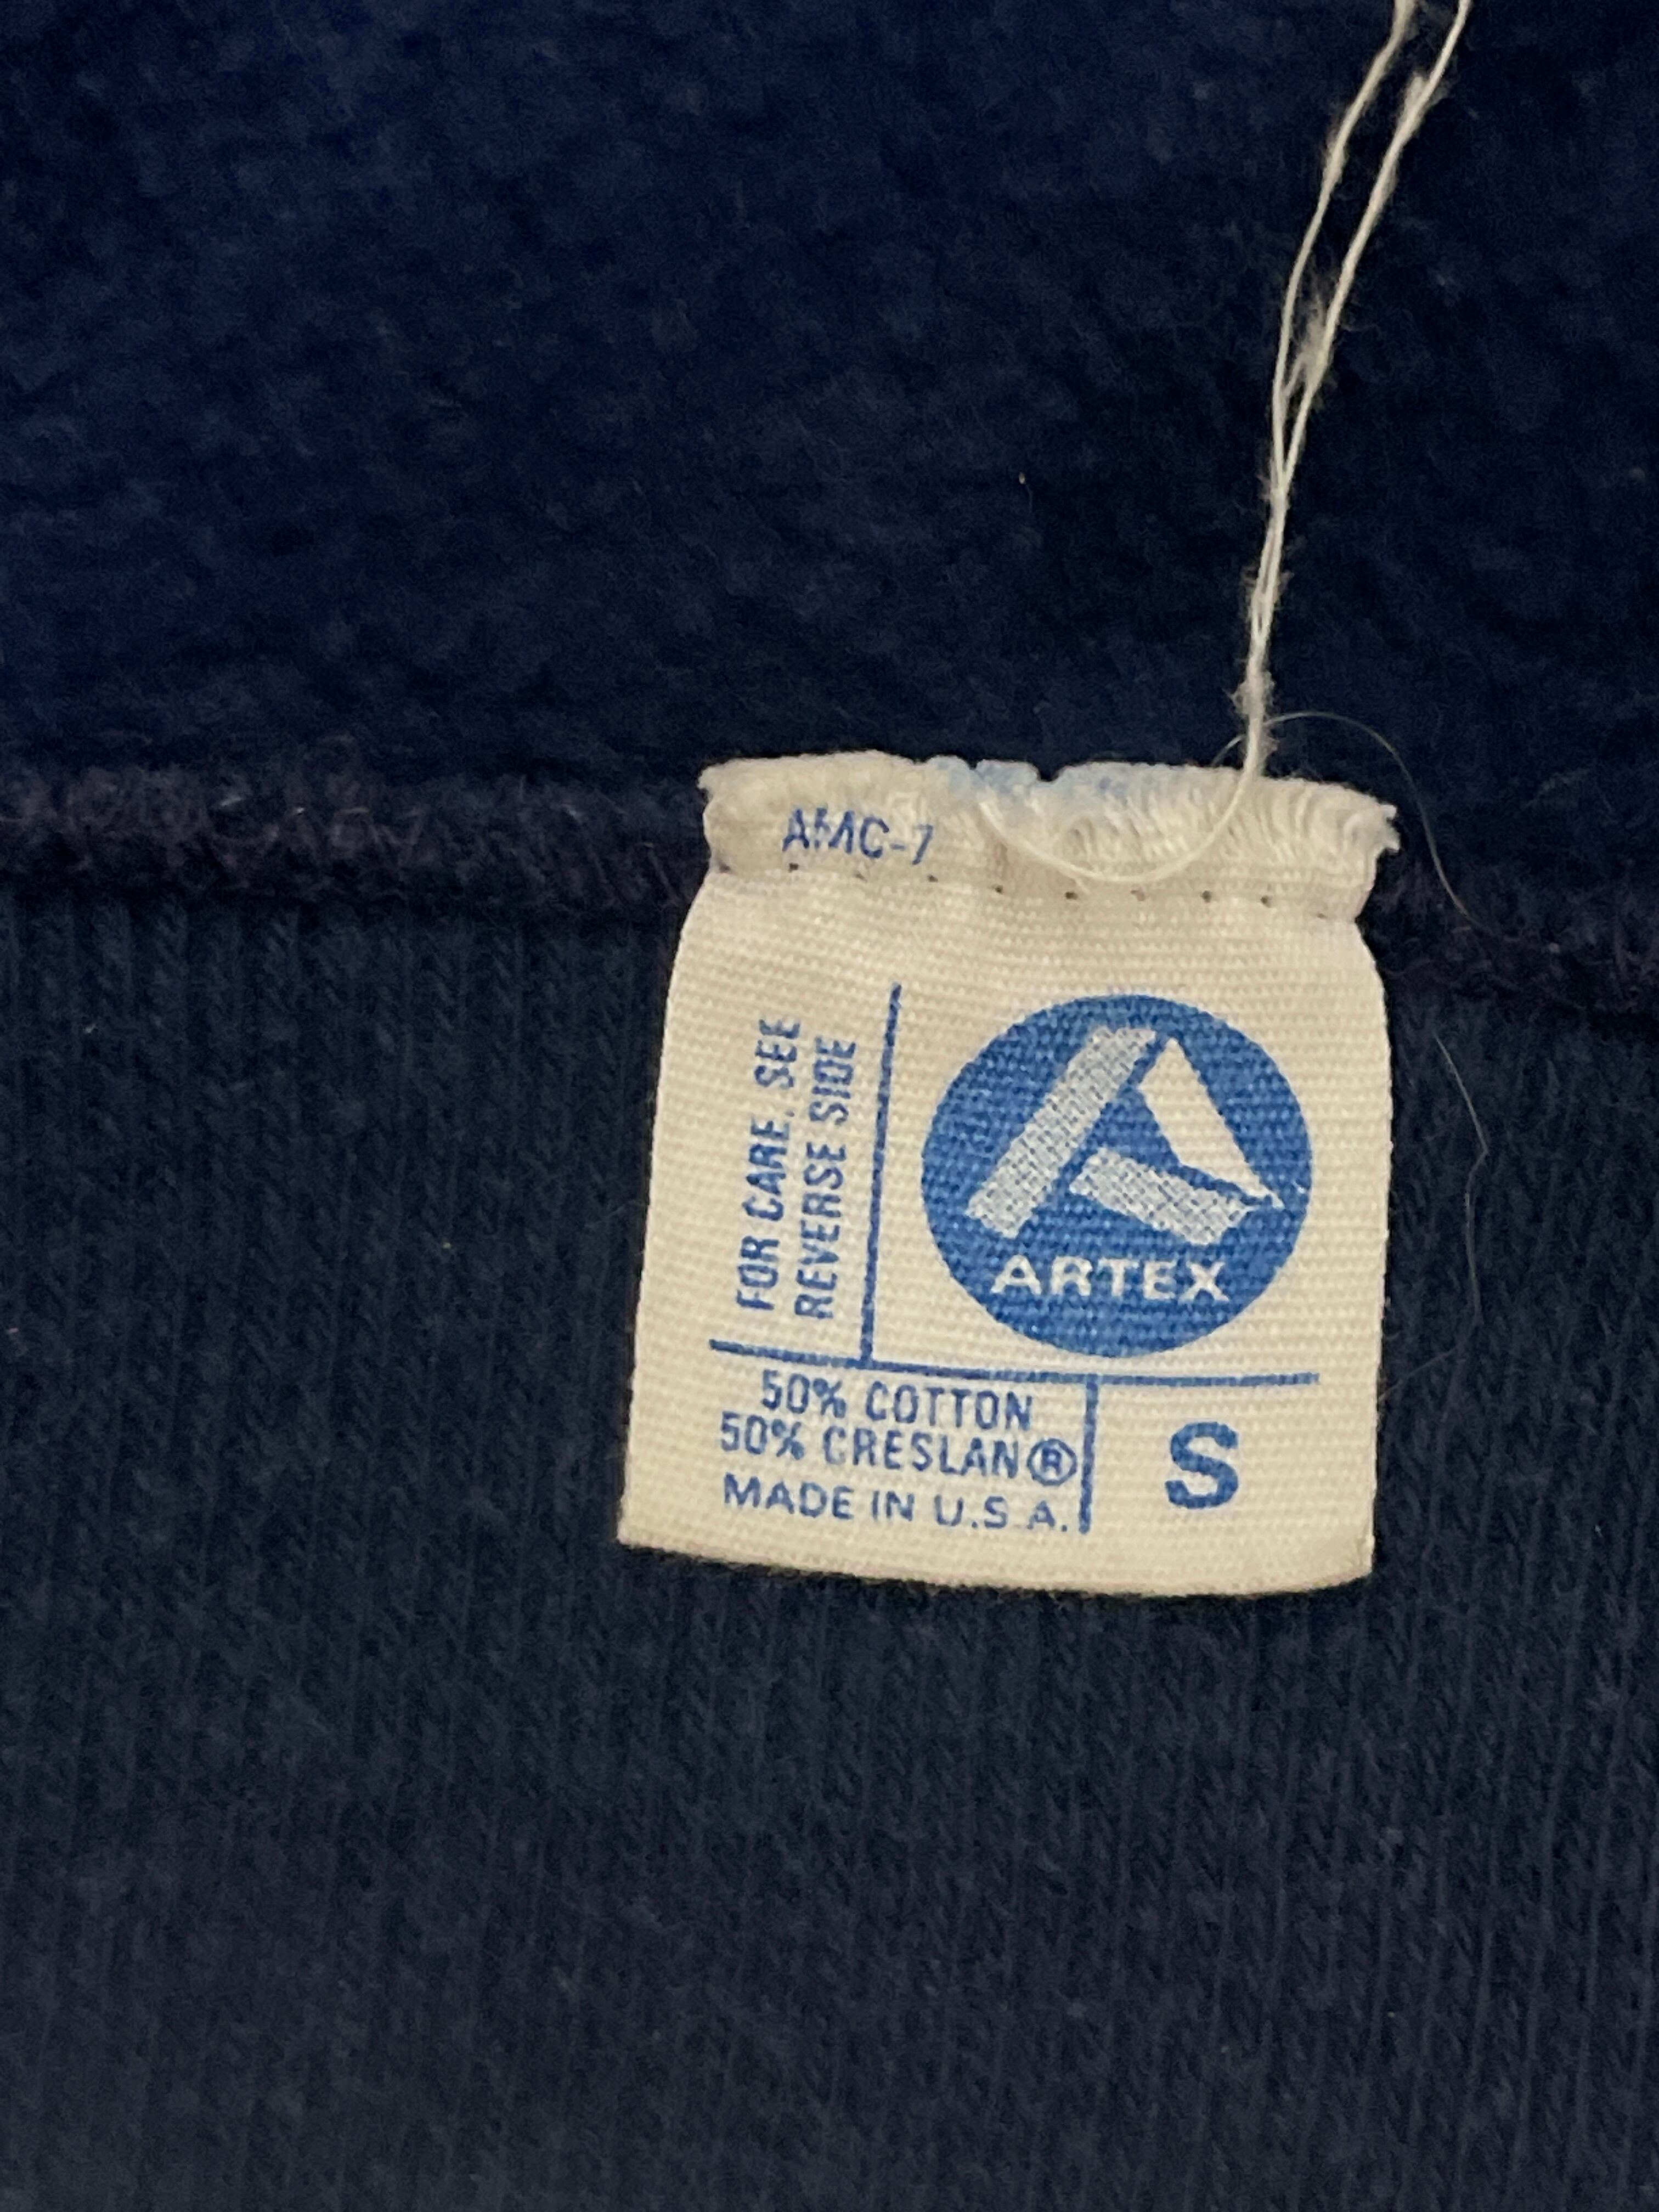 AMC-7
FOR CARE, SEE
REVERSE SIDE
ARTEX
50% COTTON
50% CRESLAN®
MADE IN U.S.A.
S